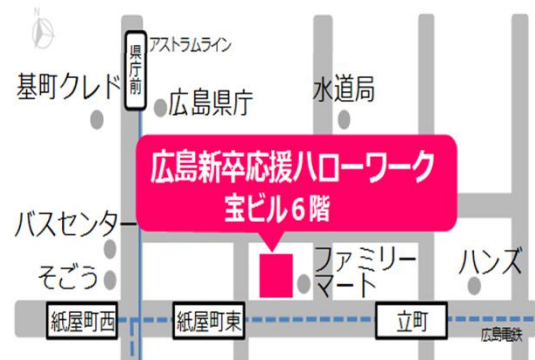 アストラムライン
県庁前
基町クレド
広島県庁
水道局
広島新卒応援ハローワーク
宝ビル6階
バスセンター
そごう
ファミリー
マート
ハンズ
紙屋町西
紙屋町東
立町
広島電鉄